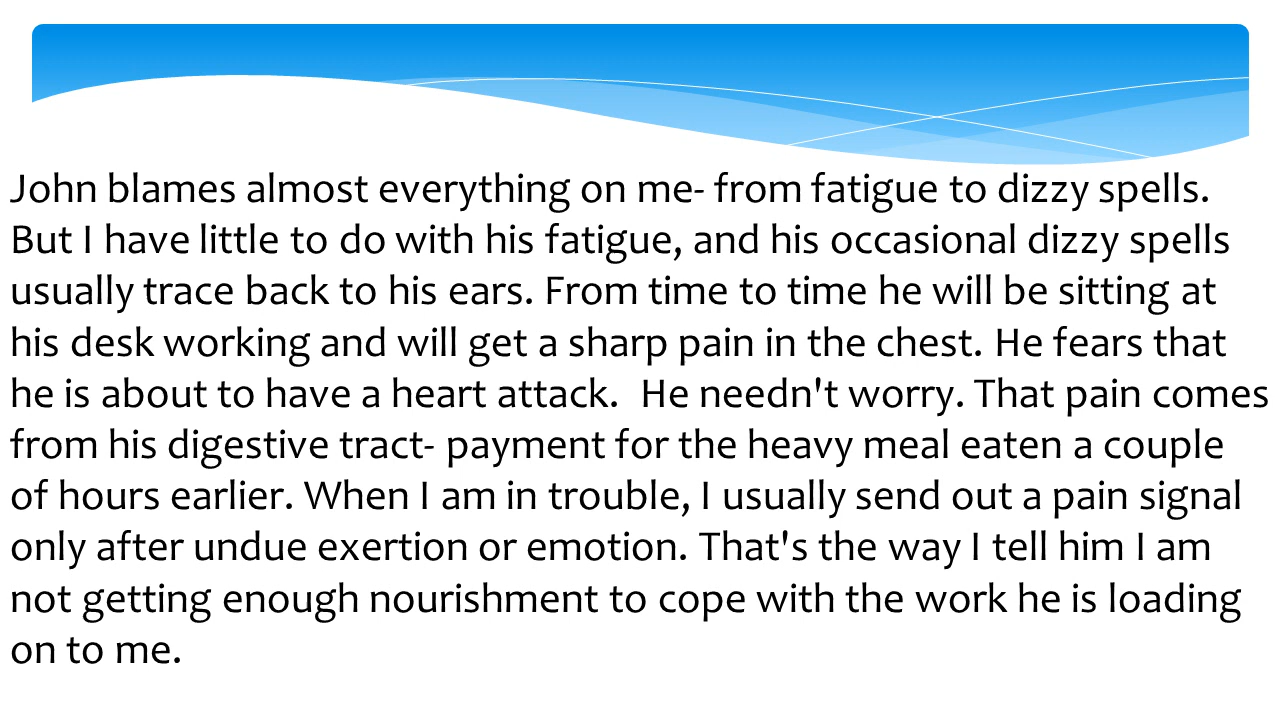 John blames almost everything on me- from fatigue to dizzy spells.
But I have little to do with his fatigue, and his occasional dizzy spells
usually trace back to his ears. From time to time he will be sitting at
his desk working and will get a sharp pain in the chest. He fears that
he is about to have a heart attack.  He needn't worry. That pain comes
from his digestive tract- payment for the heavy meal eaten a couple
of hours earlier. When I am in trouble, I usually send out a pain signal
only after undue exertion or emotion. That's the way I tell him I am
not getting enough nourishment to cope with the work he is loading
on to me.